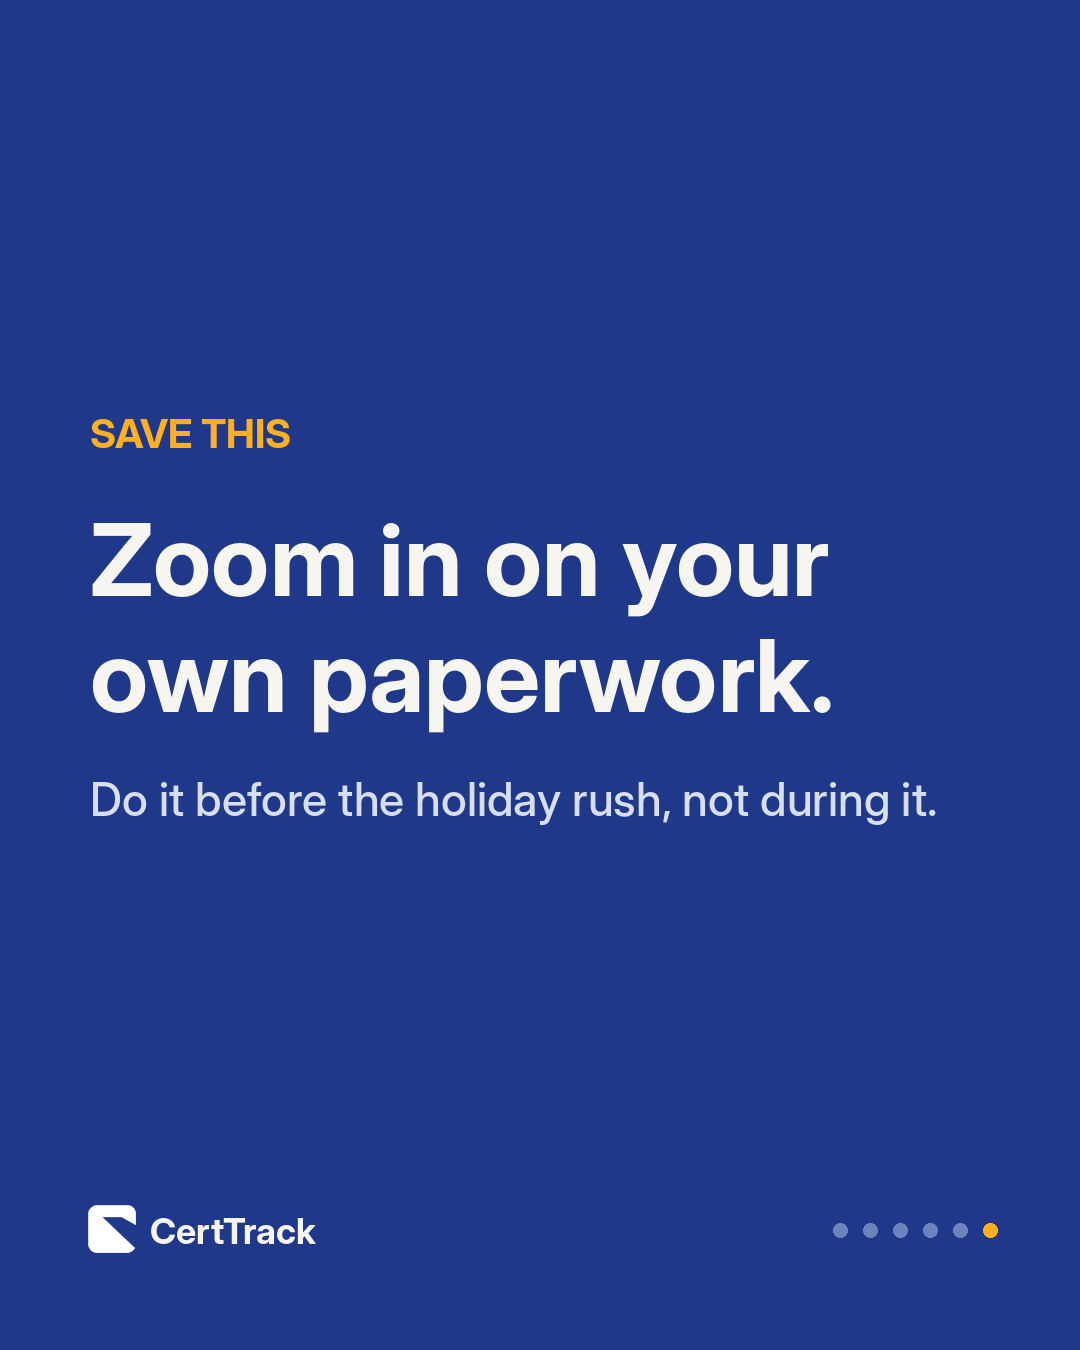 SAVE THIS
Zoom in on your
own paperwork.
Do it before the holiday rush, not during it.
CertTrack